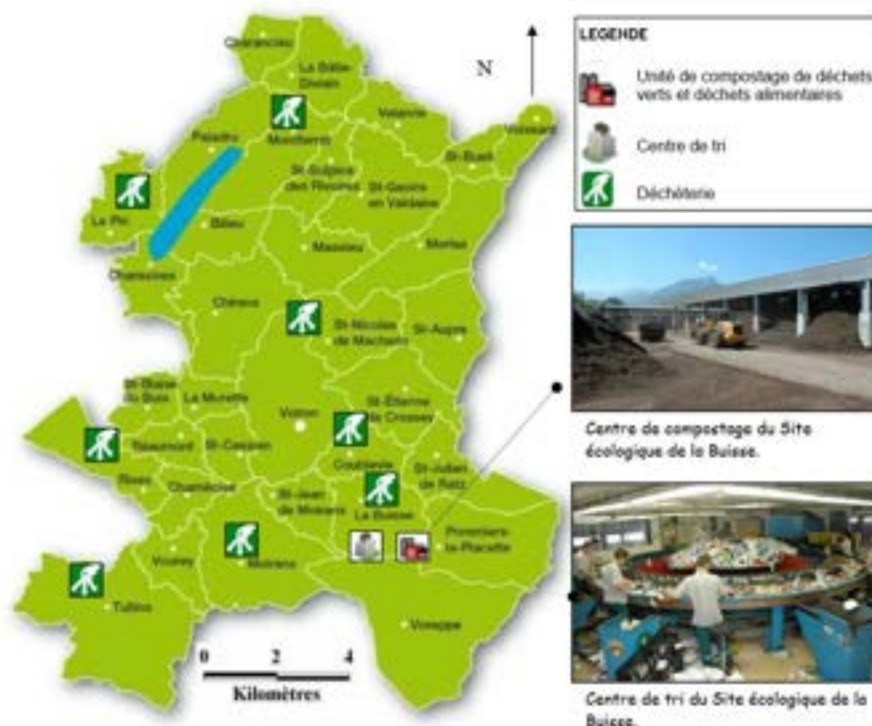 Charancieu
La Bâtie-
Divisin
N
Montferrat
Velanne
Voissant
Paladru
St-Bueil
St-Sulpice
des Rivoires
St-Geoire
en Valdaine
Le Pin
Bilieu
Massieu
Merlas
Charavines
Chirens
St-Nicolas
de Macherin
St-Aupre
St-Blaise
du Buis
La Murette
St-Etienne
de Crossey
Voiron
Réaumont
St-Cassien
Coublevie
St-Julien
de Ratz
Rives
Charnècles
St-Jean
de Moirans
La Buisse
Pommiers-
la-Placette
Vourey
Moirans
Tullins
Voreppe
0 2 4
Kilomètres
LEGENDE
Unité de compostage de déchets
verts et déchets alimentaires
Centre de tri
Déchèterie
Centre de compostage du Site
écologique de la Buisse.
Centre de tri du Site écologique de la
Buisse.